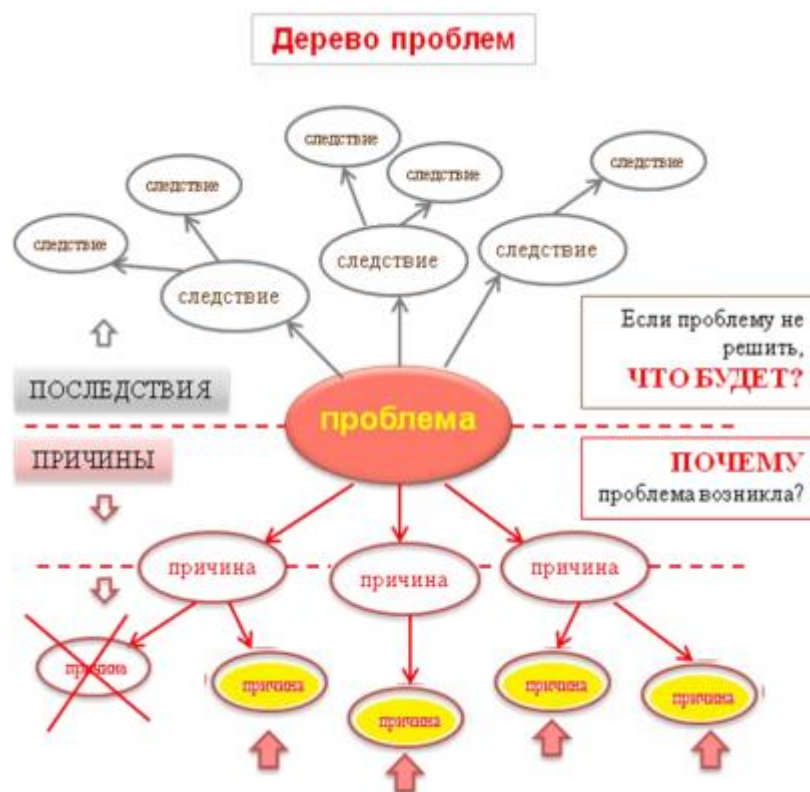 Дерево проблем
следствие
следствие
следствие
следствие
следствие
следствие
следствие
следствие
Если проблему не
решить,
ЧТО БУДЕТ?
ПОСЛЕДСТВИЯ
проблема
ПРИЧИНЫ
ПОЧЕМУ
проблема возникла?
причина
причина
причина
причина
причина
причина
причина
причина